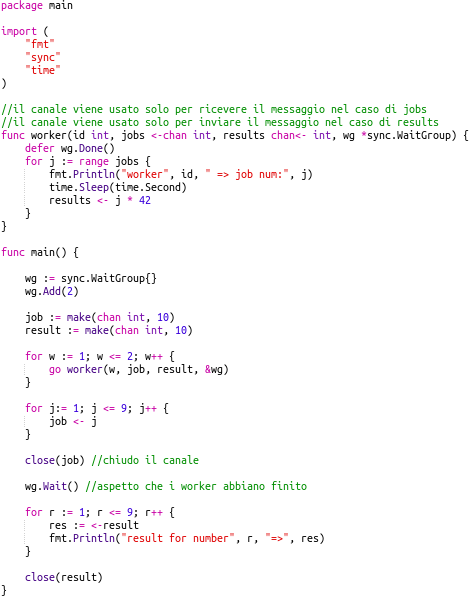 package main

import (
    "fmt"
    "sync"
    "time"
)

//il canale viene usato solo per ricevere il messaggio nel caso di jobs
//il canale viene usato solo per inviare il messaggio nel caso di results
func worker(id int, jobs <-chan int, results chan<- int, wg *sync.WaitGroup) {
    defer wg.Done()
    for j := range jobs {
        fmt.Println("worker", id, " => job num:", j)
        time.Sleep(time.Second)
        results <- j * 42
    }
}

func main() {

    wg := sync.WaitGroup{}
    wg.Add(2)

    job := make(chan int, 10)
    result := make(chan int, 10)

    for w := 1; w <= 2; w++ {
        go worker(w, job, result, &wg)
    }

    for j:= 1; j <= 9; j++ {
        job <- j
    }

    close(job) //chiudo il canale

    wg.Wait() //aspetto che i worker abbiano finito

    for r := 1; r <= 9; r++ {
        res := <-result
        fmt.Println("result for number", r, "=>", res)
    }

    close(result)
}